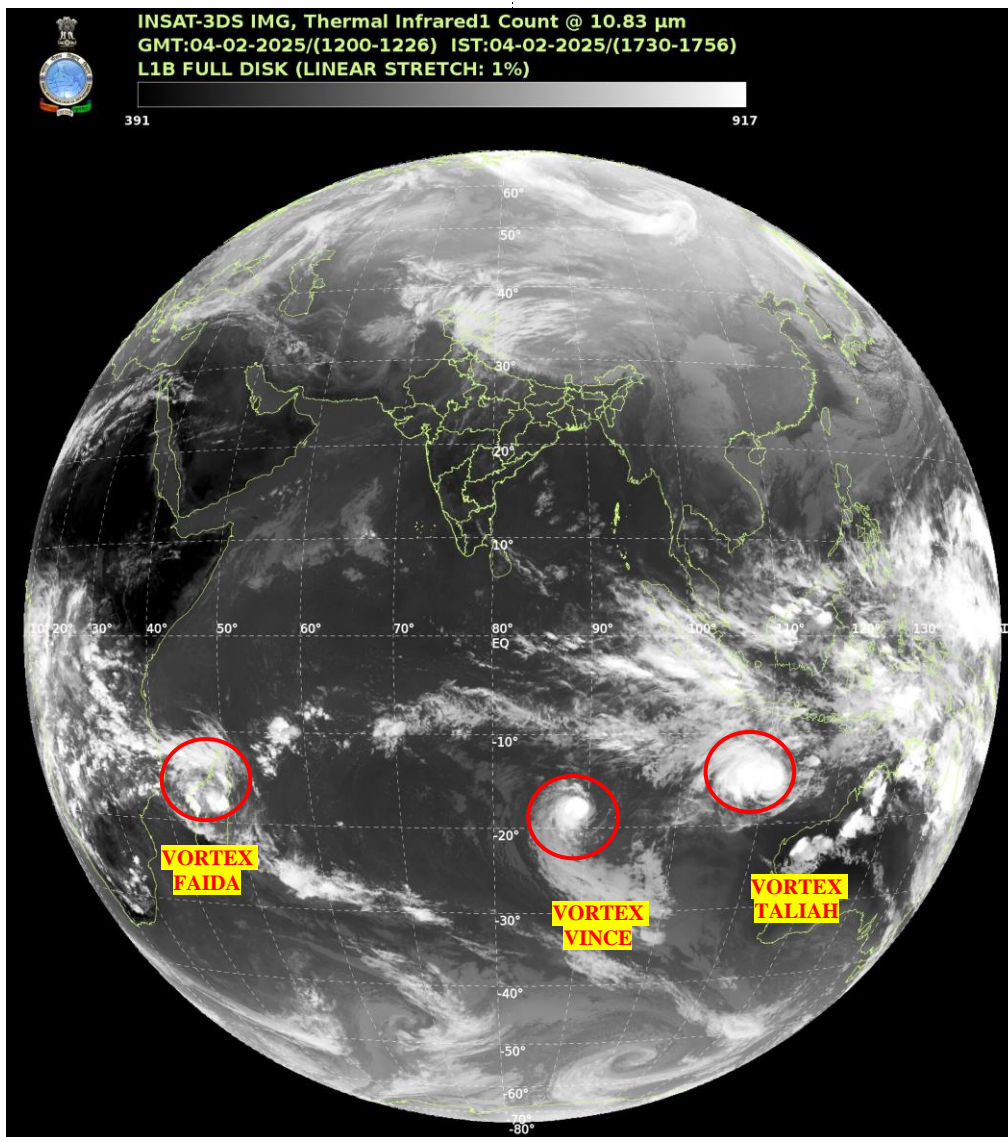 INSAT-3DS IMG, Thermal Infrared1 Count @ 10.83 µm
GMT:04-02-2025/(1200-1226) IST:04-02-2025/(1730-1756)
L1B FULL DISK (LINEAR STRETCH: 1%)
391 917
60°
50°
40°
30°
20°
10°
10° 20° 30° 40° 50° 60° 70° 80° 90° 100° 110° 120° 130°
EQ
-10°
-20°
VORTEX
FAIDA
VORTEX
VINCE
VORTEX
TALIAH
-30°
-40°
-50°
-60°
-70°
-80°